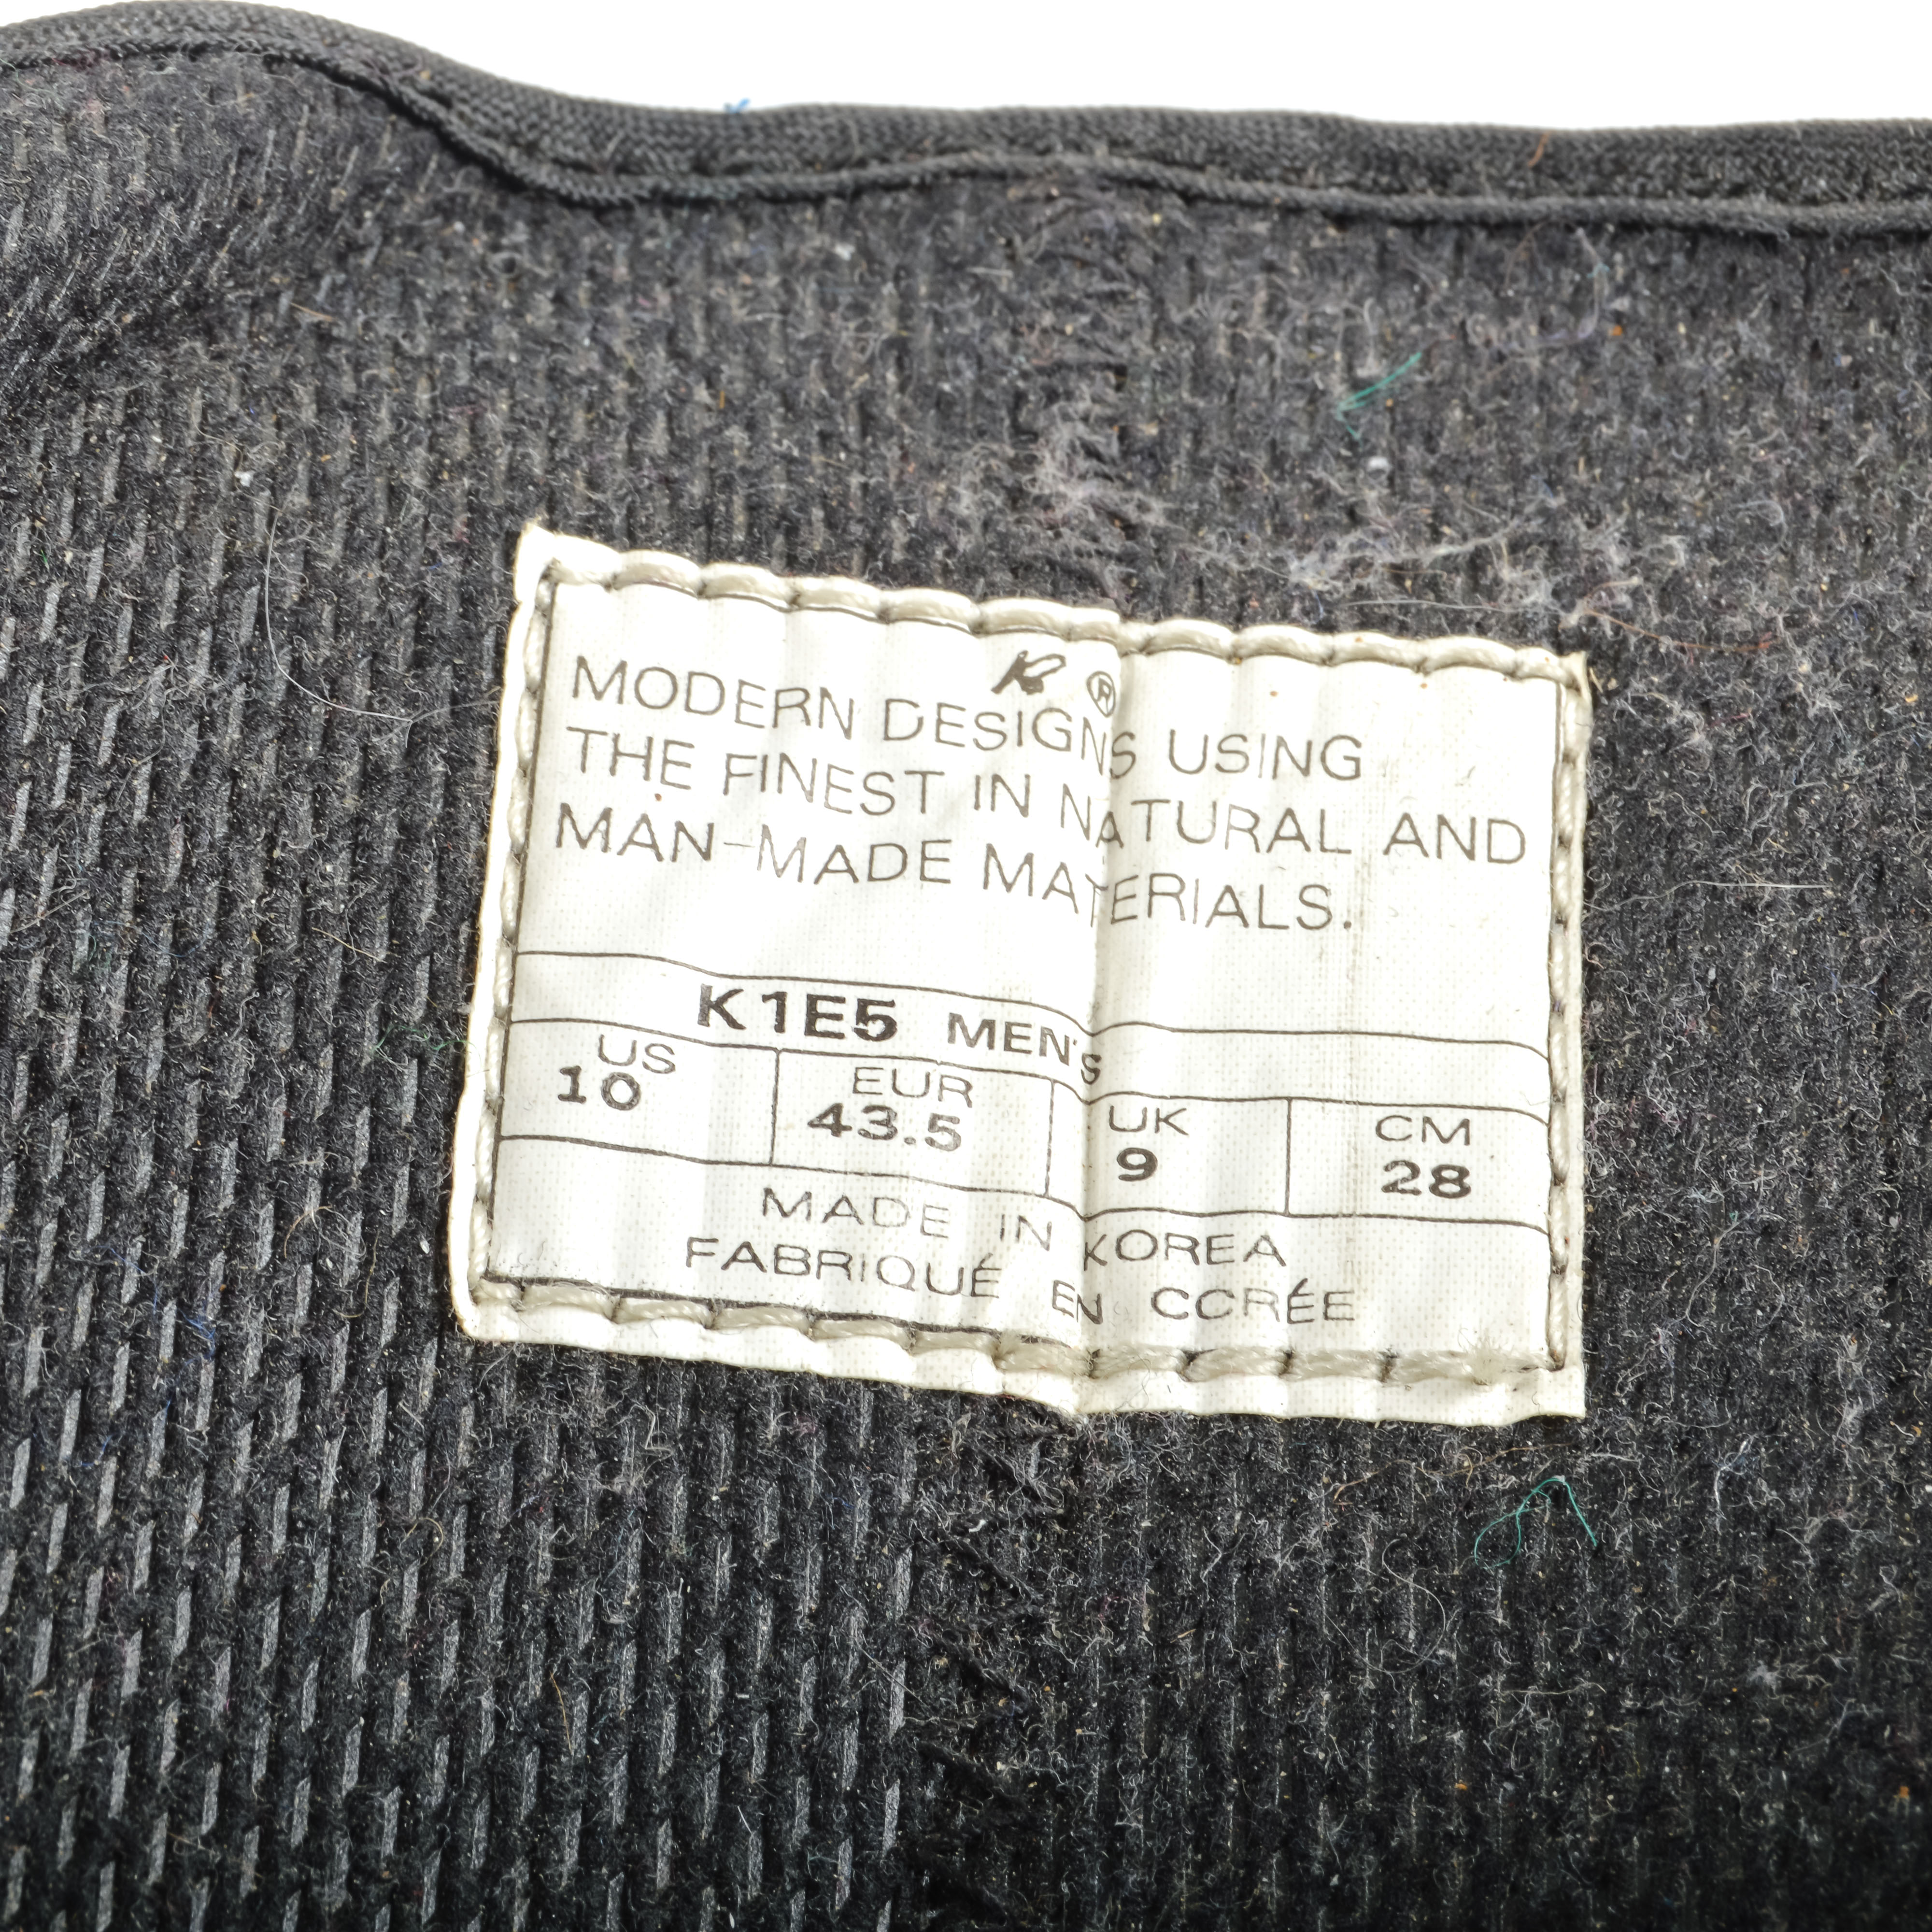 K ®
MODERN DESIGNS USING
THE FINEST IN NATURAL AND
MAN-MADE MATERIALS.
K1E5 MEN'S
US EUR UK CM
10 43.5 9 28
MADE IN KOREA
FABRIQUÉ EN CORÉE